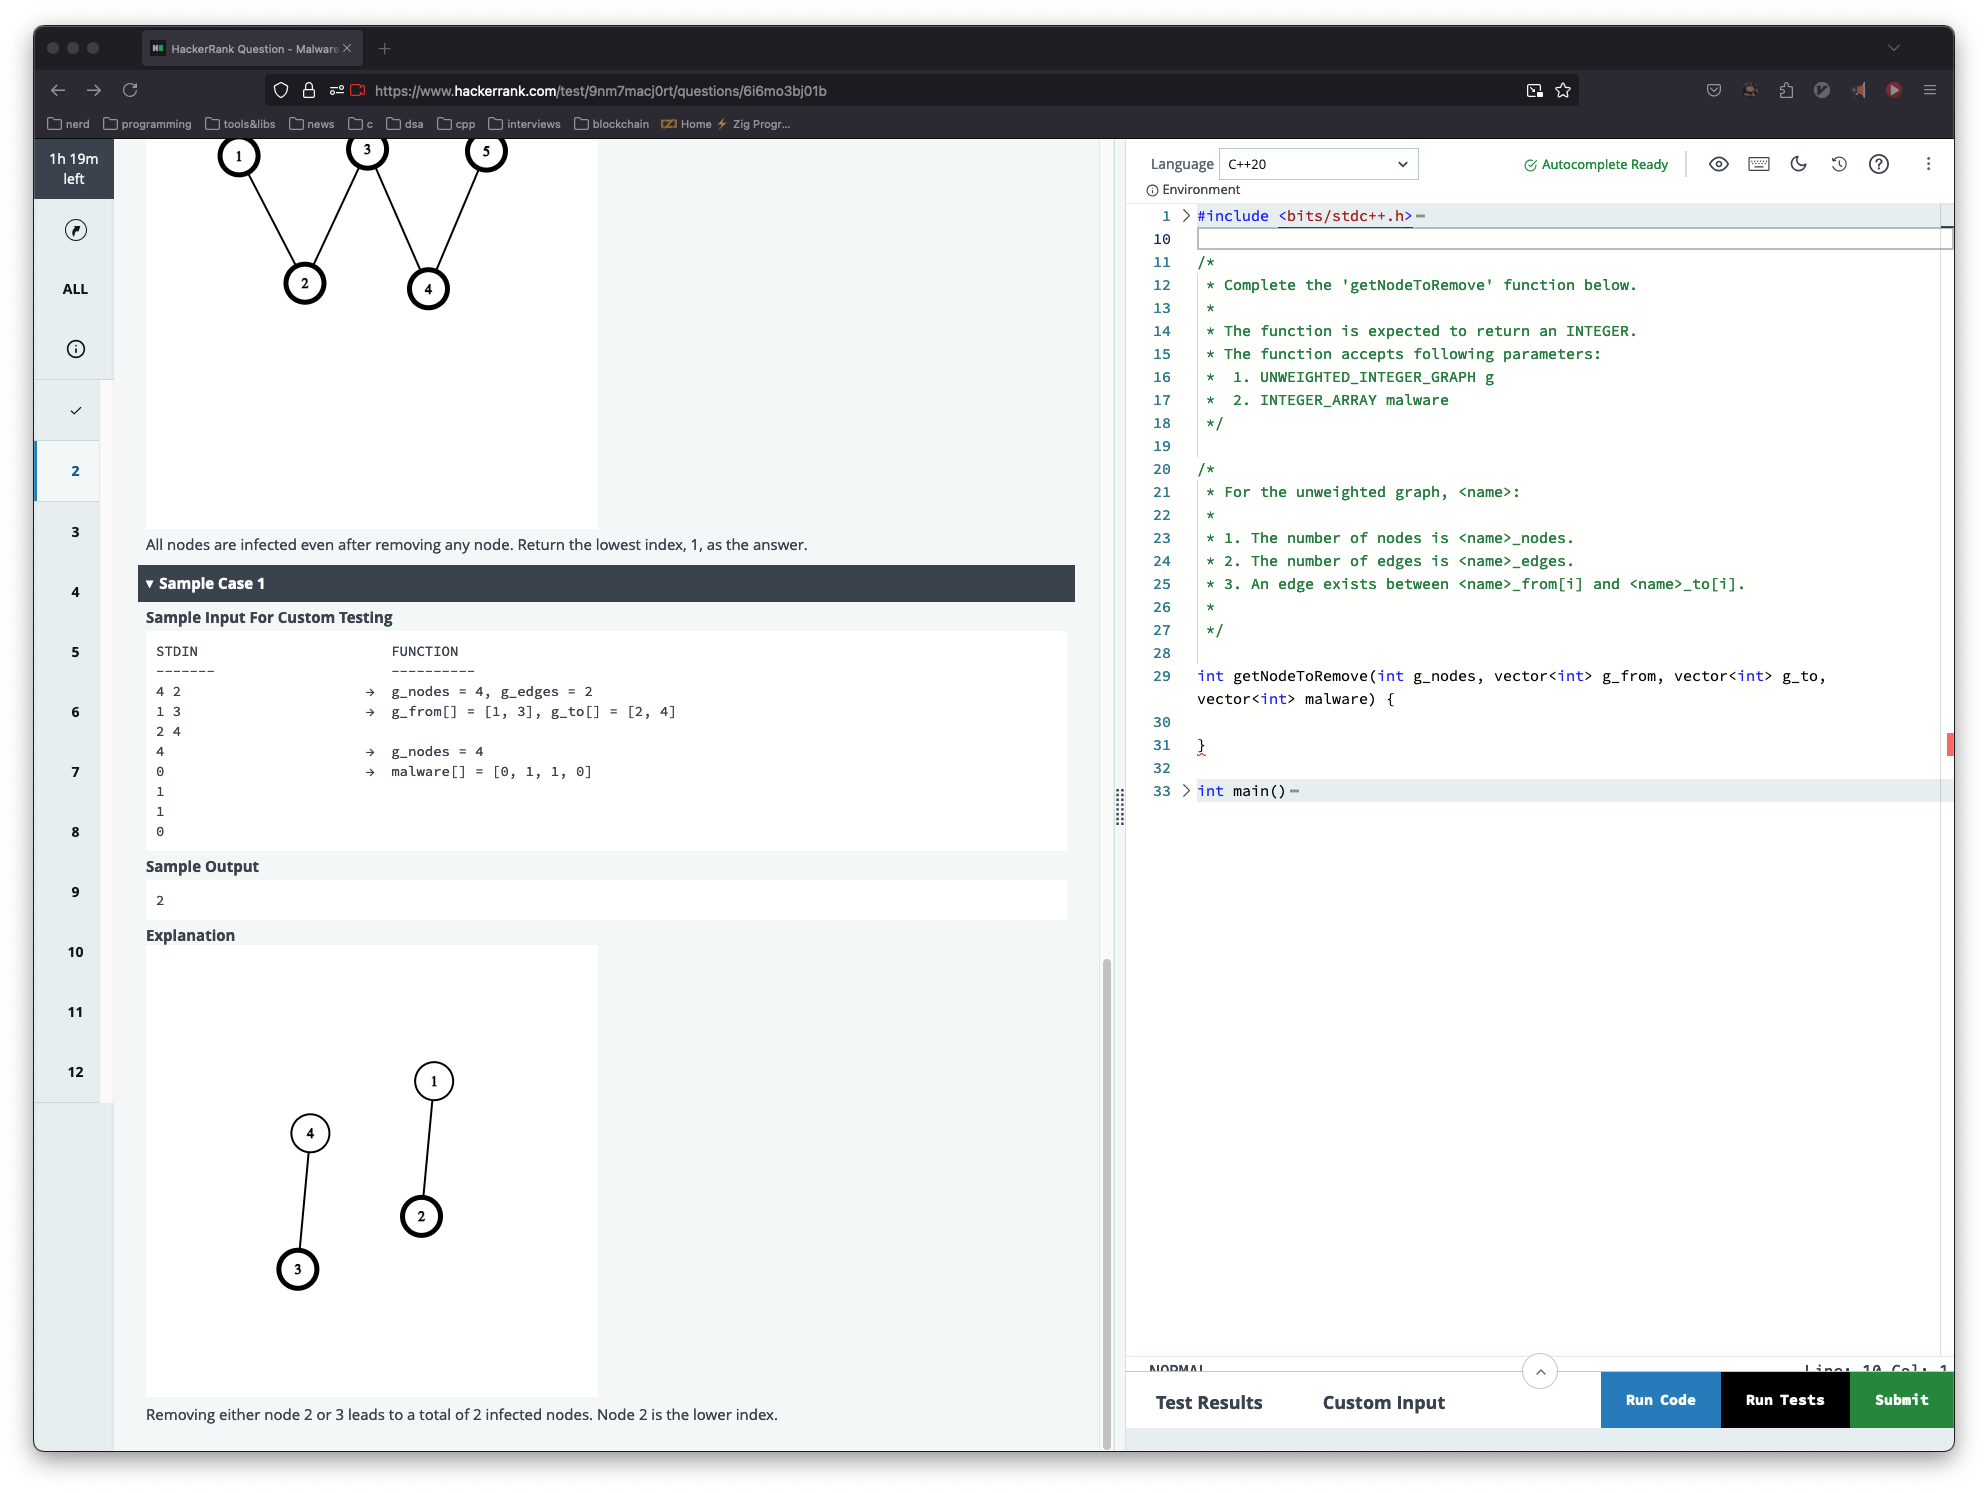 HackerRank Question - Malware
https://www.hackerrank.com/test/9nm7macj0rt/questions/6i6mo3bj01b
nerd programming tools&libs news c dsa cpp interviews blockchain Home ⚡ Zig Progr...
1h 19m
left
ALL
2
3
4
5
6
7
8
9
10
11
12
1
3
5
2
4
All nodes are infected even after removing any node. Return the lowest index, 1, as the answer.
▾ Sample Case 1
Sample Input For Custom Testing
STDIN FUNCTION
------- ----------
4 2 → g_nodes = 4, g_edges = 2
1 3 → g_from[] = [1, 3], g_to[] = [2, 4]
2 4
4 → g_nodes = 4
0 → malware[] = [0, 1, 1, 0]
1
1
0
Sample Output
2
Explanation
1
4
2
3
Removing either node 2 or 3 leads to a total of 2 infected nodes. Node 2 is the lower index.
Language C++20 Autocomplete Ready
Environment
1 #include <bits/stdc++.h>
10
11 /*
12 * Complete the 'getNodeToRemove' function below.
13 *
14 * The function is expected to return an INTEGER.
15 * The function accepts following parameters:
16 * 1. UNWEIGHTED_INTEGER_GRAPH g
17 * 2. INTEGER_ARRAY malware
18 */
19
20 /*
21 * For the unweighted graph, <name>:
22 *
23 * 1. The number of nodes is <name>_nodes.
24 * 2. The number of edges is <name>_edges.
25 * 3. An edge exists between <name>_from[i] and <name>_to[i].
26 *
27 */
28
29 int getNodeToRemove(int g_nodes, vector<int> g_from, vector<int> g_to,
vector<int> malware) {
30
31 }
32
33 int main()
NORMAL Line: 10 Col: 1
Test Results Custom Input Run Code Run Tests Submit